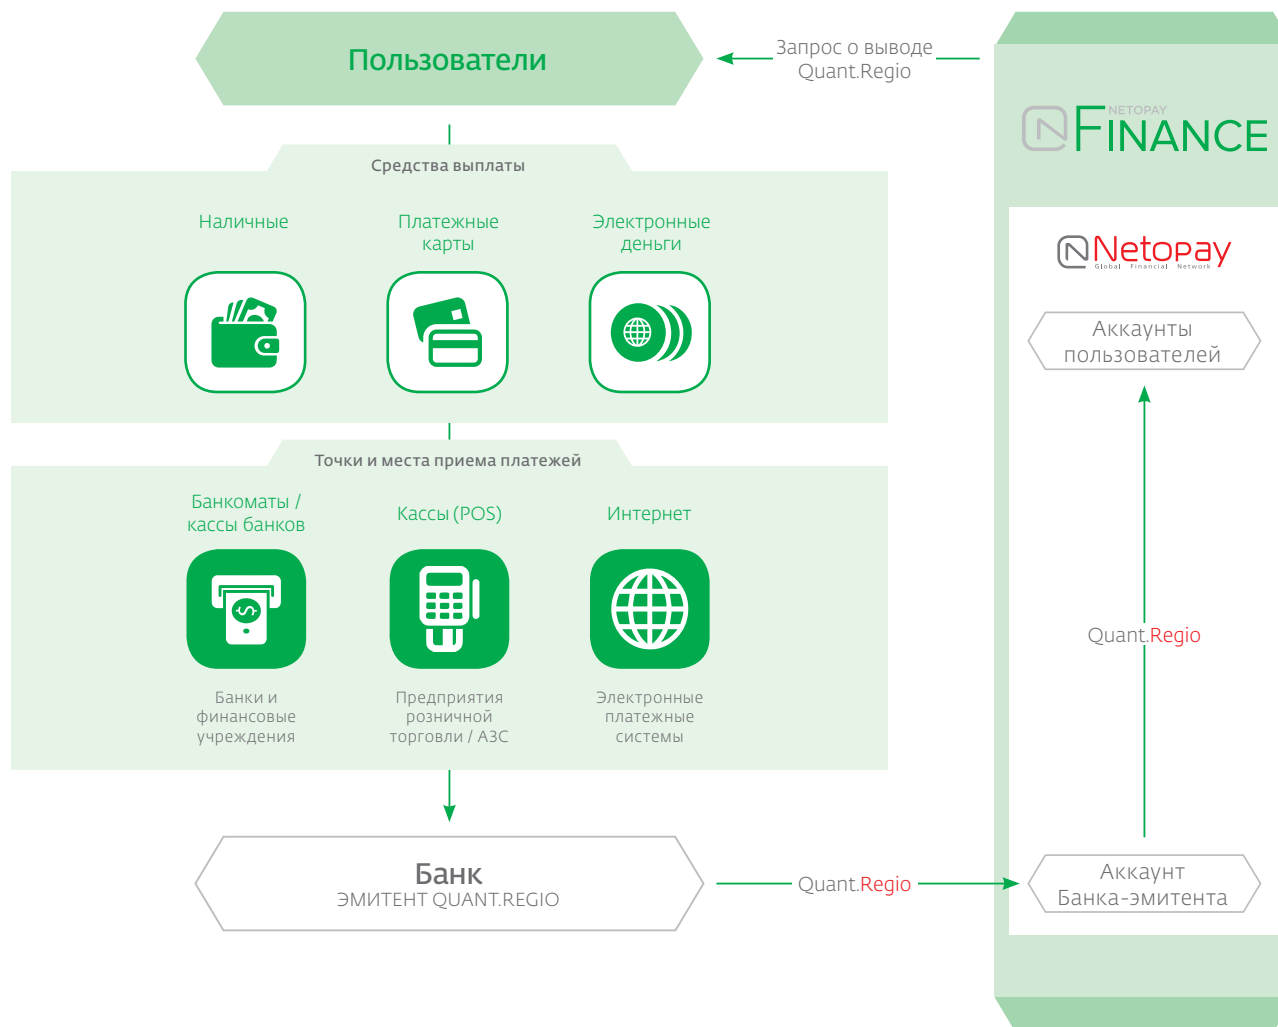 Пользователи
Запрос о выводе
Quant.Regio
NETOPAY
FINANCE
Средства выплаты
Наличные
Платежные
карты
Электронные
деньги
Netopay
Global Financial Network
Аккаунты
пользователей
Точки и места приема платежей
Банкоматы /
кассы банков
Кассы (POS)
Интернет
Банки и
финансовые
учреждения
Предприятия
розничной
торговли / АЗС
Электронные
платежные
системы
Quant.Regio
Банк
ЭМИТЕНТ QUANT.REGIO
Quant.Regio
Аккаунт
Банка-эмитента